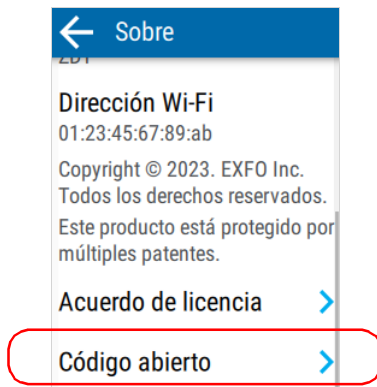 Sobre
Dirección Wi-Fi
01:23:45:67:89:ab
Copyright © 2023. EXFO Inc.
Todos los derechos reservados.
Este producto está protegido por
múltiples patentes.
Acuerdo de licencia
Código abierto